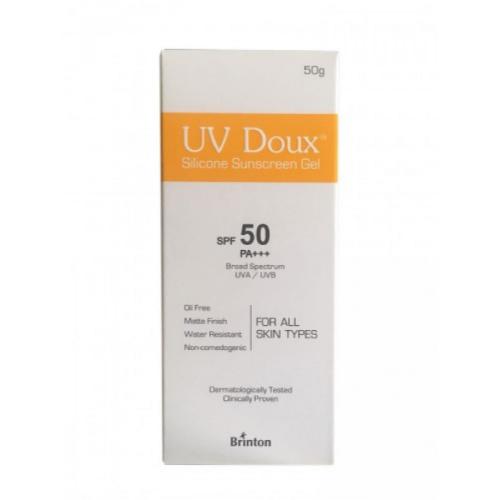 50g
UV Doux™
Silicone Sunscreen Gel
SPF 50
PA+++
Broad Spectrum
UVA / UVB
Oil Free
Matte Finish
Water Resistant
Non-comedogenic
FOR ALL
SKIN TYPES
Dermatologically Tested
Clinically Proven
Brinton